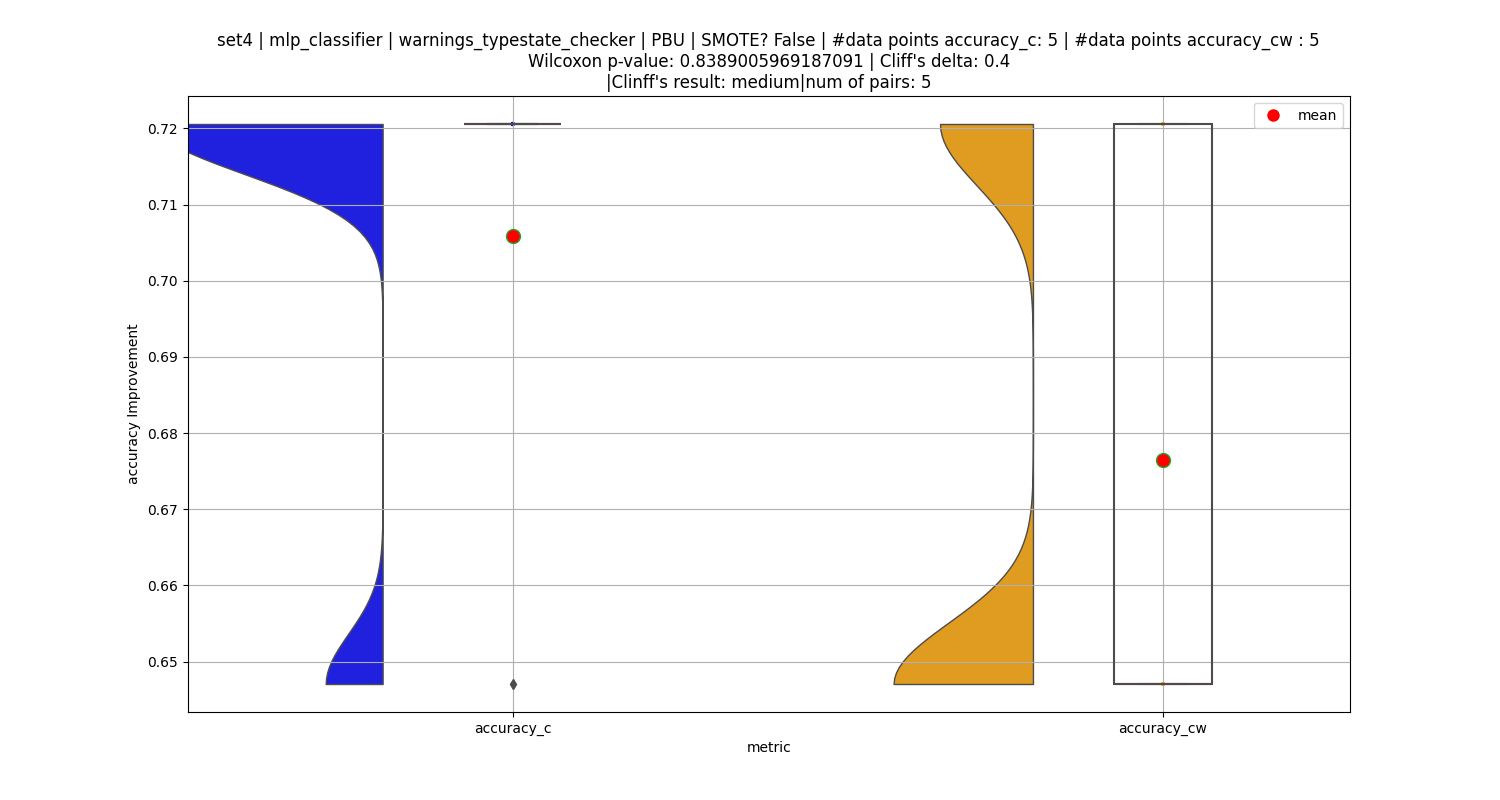 set4 | mlp_classifier | warnings_typestate_checker | PBU | SMOTE? False | #data points accuracy_c: 5 | #data points accuracy_cw : 5
Wilcoxon p-value: 0.8389005969187091 | Cliff's delta: 0.4
|Clinff's result: medium|num of pairs: 5
mean
accuracy Improvement
0.72
0.71
0.70
0.69
0.68
0.67
0.66
0.65
accuracy_c
accuracy_cw
metric